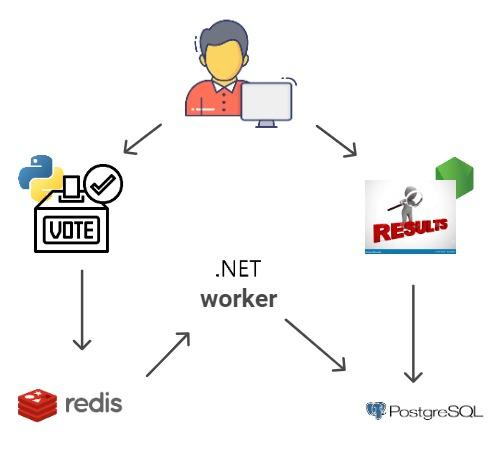 VOTE
RESULTS
.NET
worker
redis
PostgreSQL